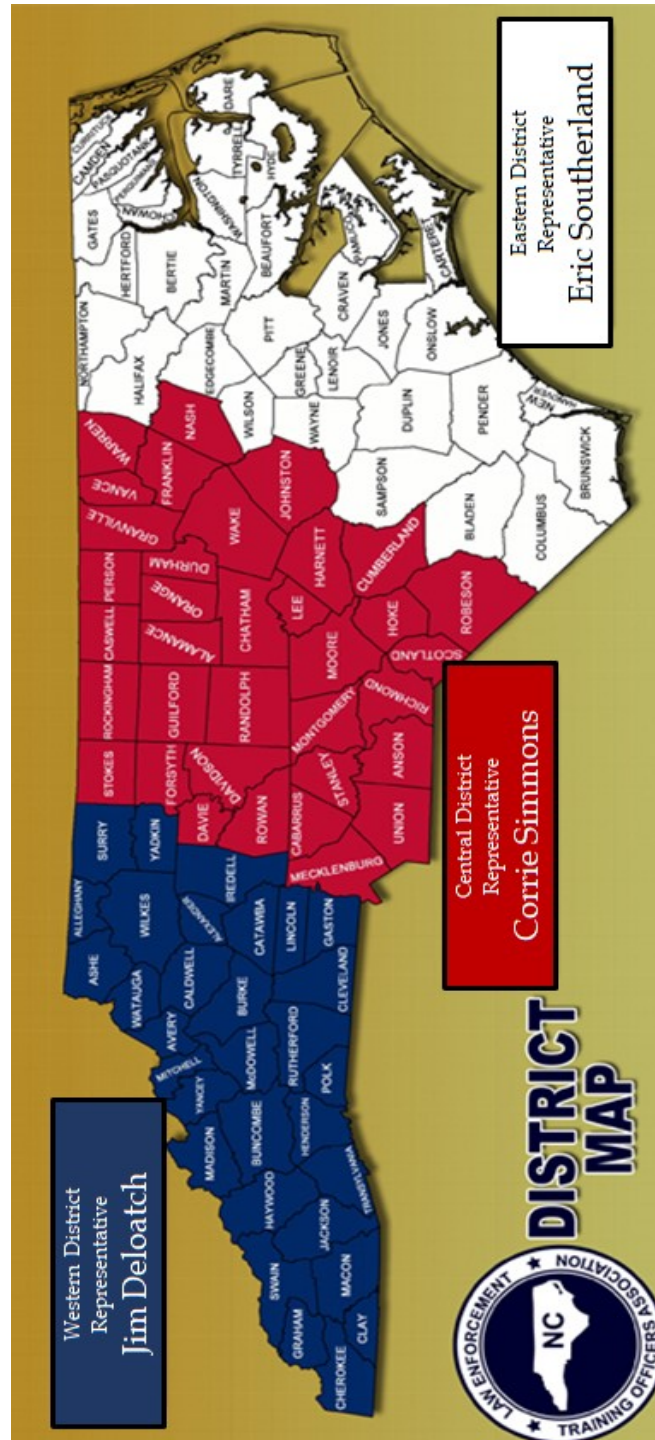 Western District
Representative
Jim Deloatch
Central District
Representative
Corrie Simmons
Eastern District
Representative
Eric Southerland
DISTRICT
MAP
LAW ENFORCEMENT
TRAINING OFFICERS ASSOCIATION
NC
CHEROKEE
GRAHAM
CLAY
SWAIN
MACON
JACKSON
HAYWOOD
TRANSYLVANIA
MADISON
BUNCOMBE
HENDERSON
YANCEY
MITCHELL
McDOWELL
RUTHERFORD
POLK
AVERY
BURKE
CLEVELAND
WATAUGA
CALDWELL
ASHE
ALLEGHANY
WILKES
ALEXANDER
CATAWBA
LINCOLN
GASTON
IREDELL
SURRY
YADKIN
STOKES
FORSYTH
DAVIE
DAVIDSON
ROWAN
CABARRUS
MECKLENBURG
STANLEY
UNION
ANSON
ROCKINGHAM
GUILFORD
RANDOLPH
MONTGOMERY
RICHMOND
CASWELL
ALAMANCE
ORANGE
CHATHAM
MOORE
LEE
SCOTLAND
HOKE
ROBESON
PERSON
DURHAM
GRANVILLE
WAKE
HARNETT
CUMBERLAND
VANCE
WARREN
FRANKLIN
NASH
JOHNSTON
NORTHAMPTON
HALIFAX
EDGECOMBE
WILSON
WAYNE
SAMPSON
BLADEN
COLUMBUS
BRUNSWICK
NEW
HANOVER
PENDER
DUPLIN
ONSLOW
JONES
LENOIR
GREENE
PITT
CRAVEN
PAMLICO
CARTERET
MARTIN
BEAUFORT
HYDE
WASHINGTON
TYRRELL
DARE
BERTIE
HERTFORD
GATES
CHOWAN
PERQUIMANS
PASQUOTANK
CAMDEN
CURRITUCK